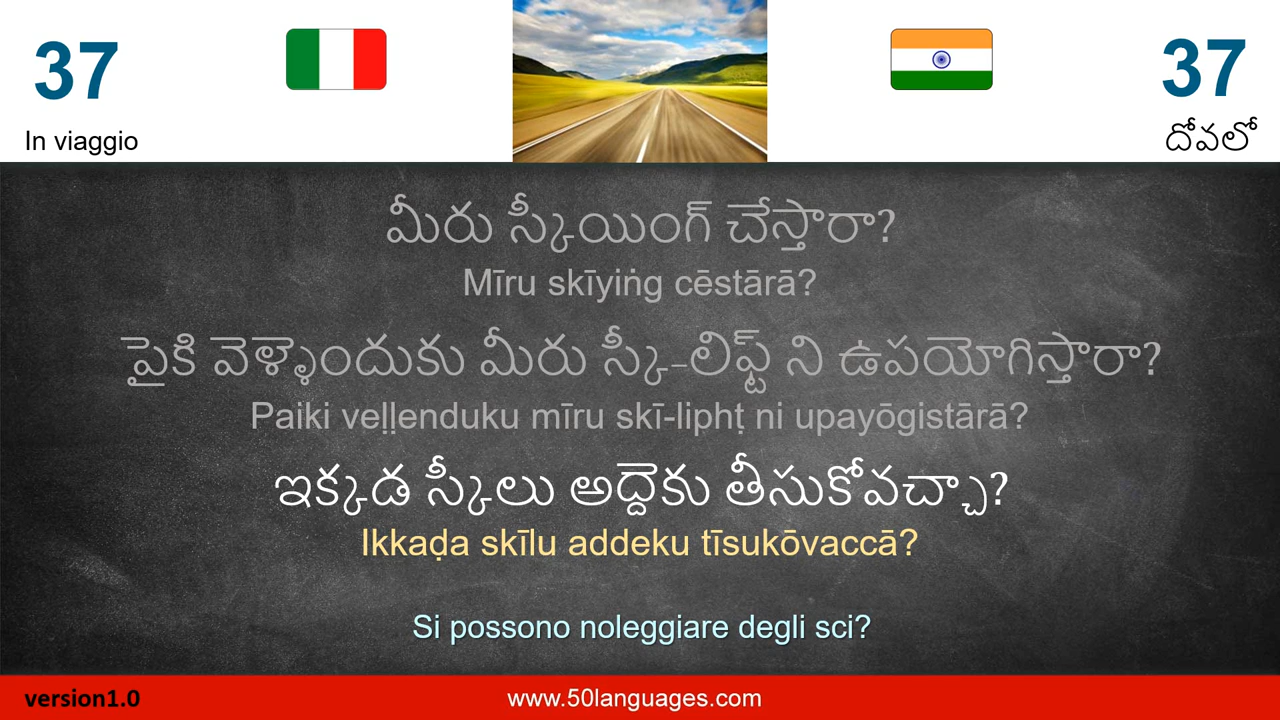 37
37
In viaggio
దోవలో
మీరు స్కీయింగ్ చేస్తారా?
Mīru skīyiṅg cēstārā?
పైకి వెళ్ళెందుకు మీరు స్కీ-లిఫ్ట్ ని ఉపయోగిస్తారా?
Paiki veḷḷenduku mīru skī-liphṭ ni upayōgistārā?
ఇక్కడ స్కీలు అద్దెకు తీసుకోవచ్చా?
Ikkaḍa skīlu addeku tīsukōvaccā?
Si possono noleggiare degli sci?
version1.0
www.50languages.com